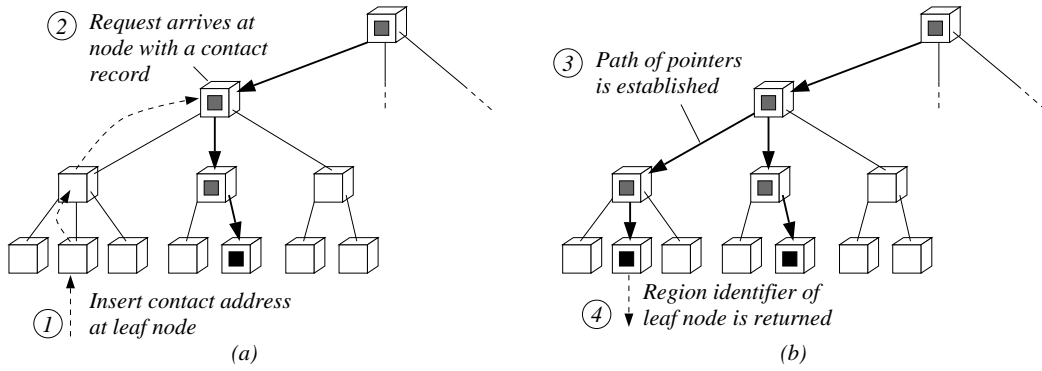 2 Request arrives at
node with a contact
record
1 Insert contact address
at leaf node
(a)
3 Path of pointers
is established
4 Region identifier of
leaf node is returned
(b)